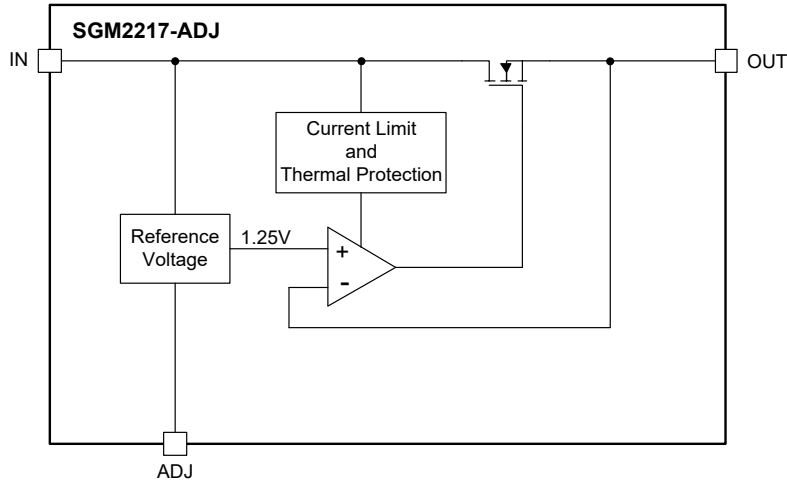 SGM2217-ADJ
IN
OUT
Current Limit
and
Thermal Protection
Reference
Voltage
1.25V
+
-
ADJ